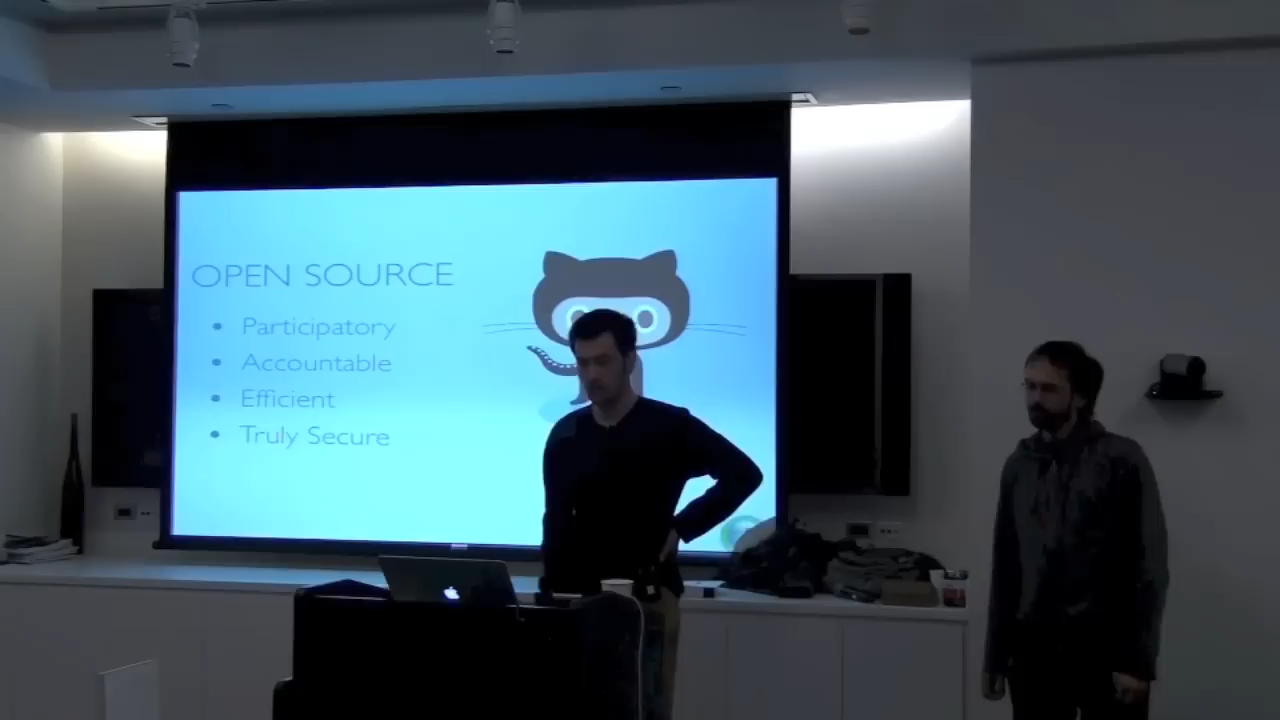 OPEN SOURCE
• Participatory
• Accountable
• Efficient
• Truly Secure